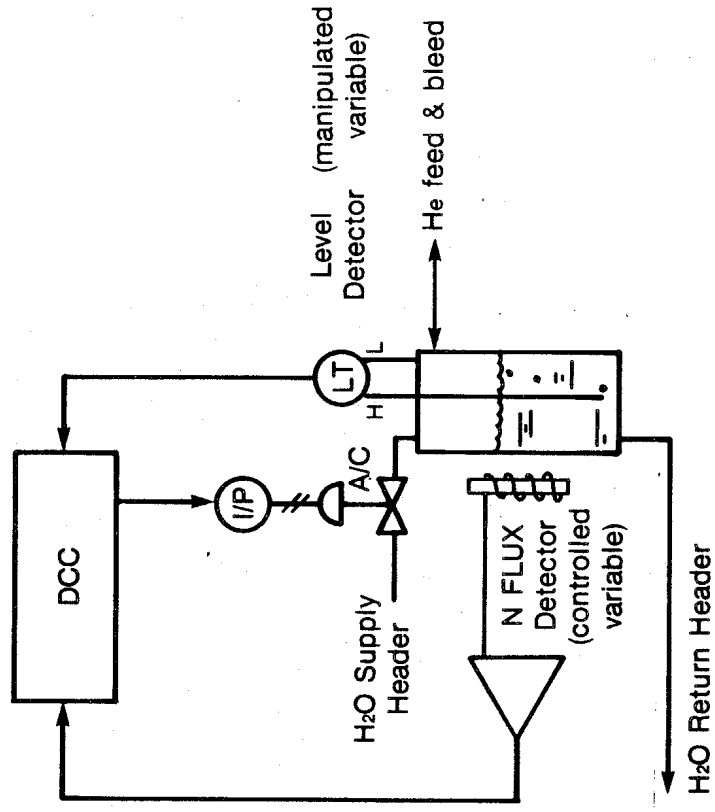 DCC
I/P
LT
H
L
A/C
Level (manipulated
Detector variable)
He feed & bleed
H₂O Supply
Header
N FLUX
Detector
(controlled
variable)
H₂O Return Header